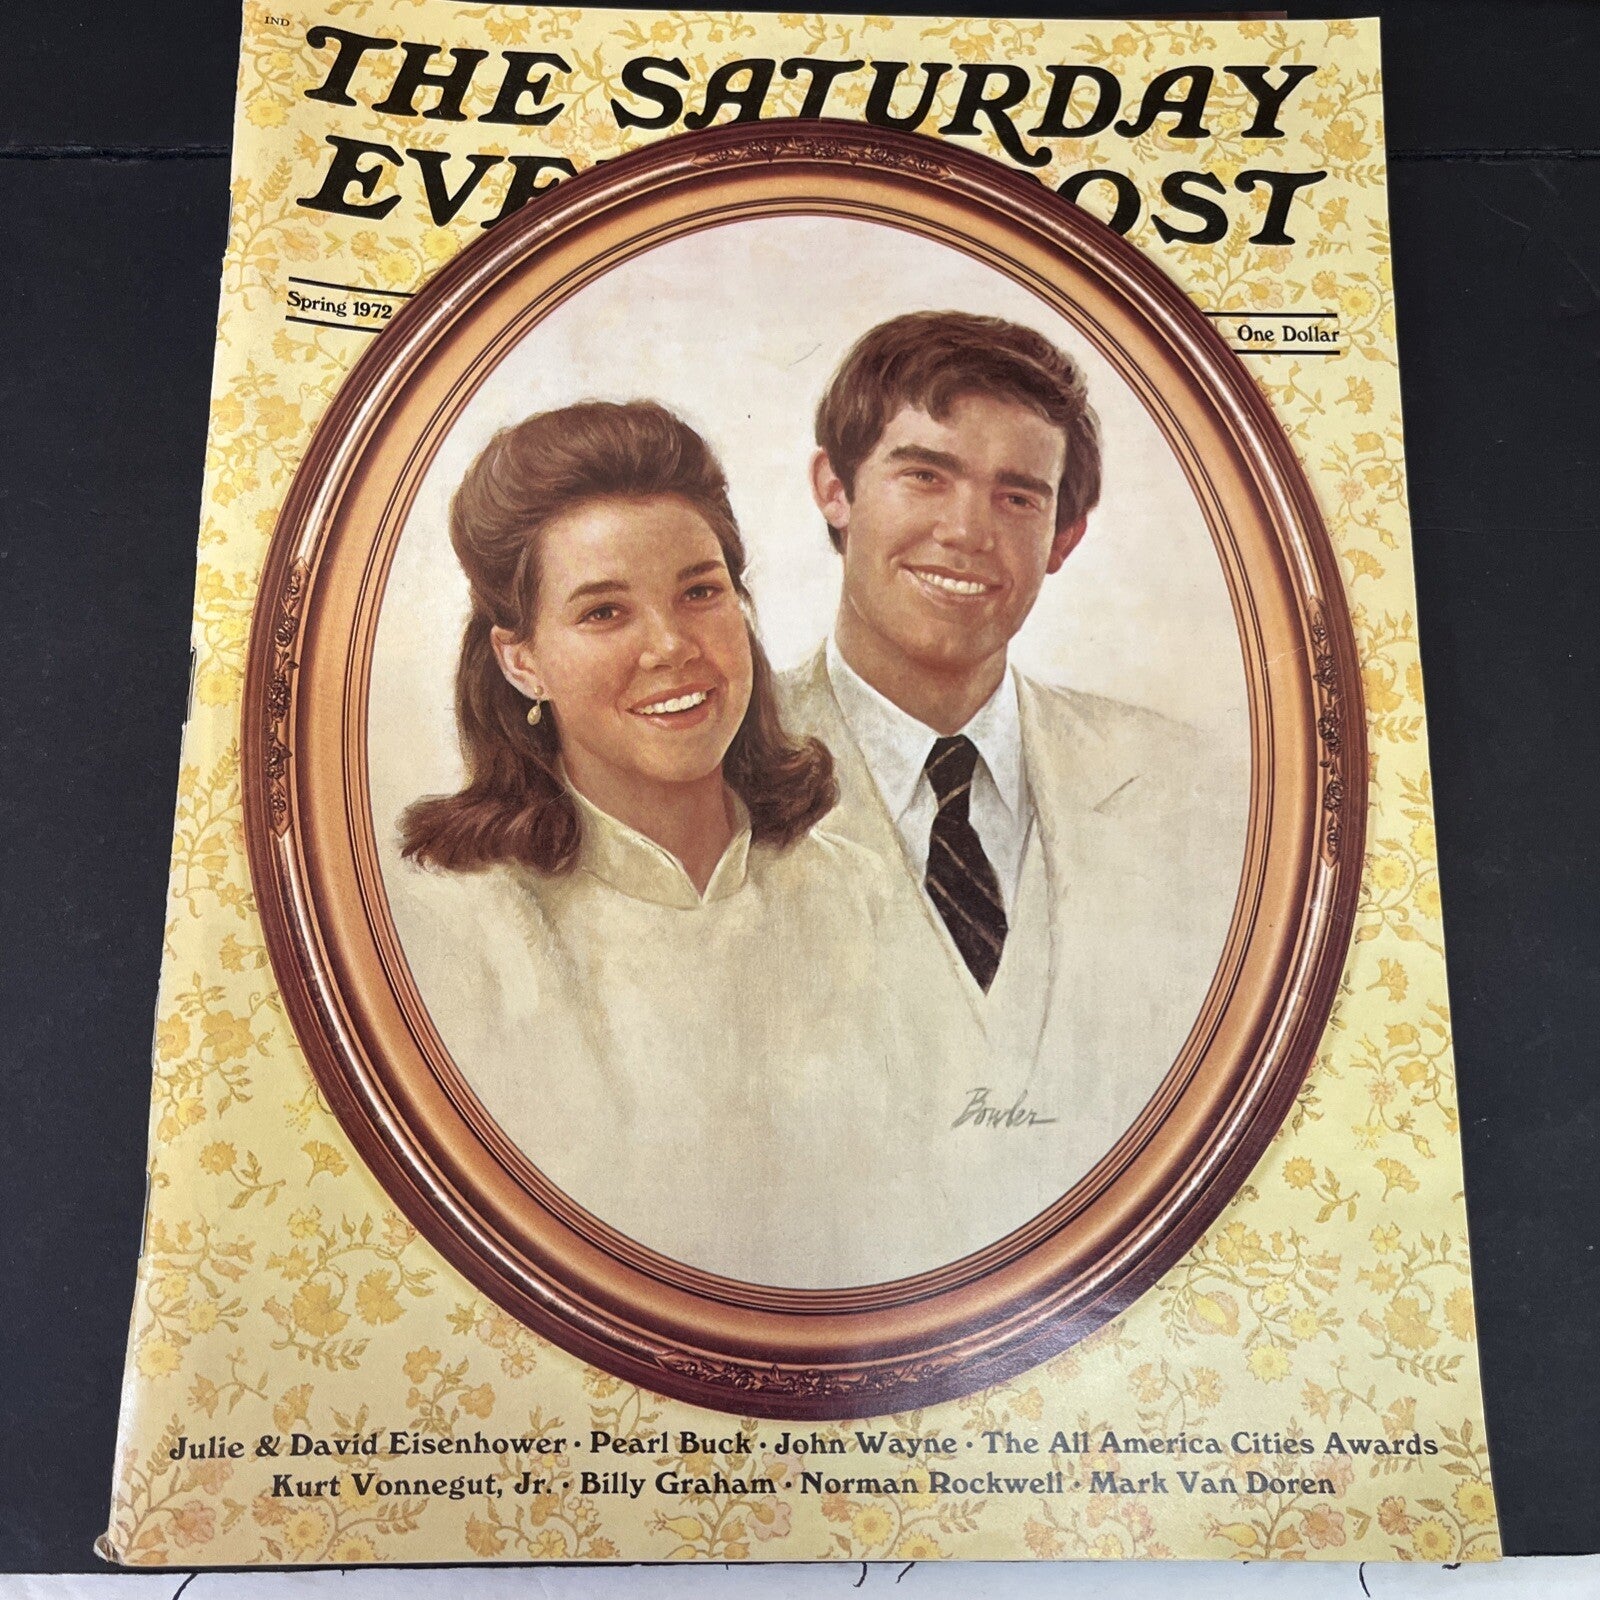 IND
THE SATURDAY
EVE POST
Spring 1972
One Dollar
Bowler
Julie & David Eisenhower · Pearl Buck · John Wayne · The All America Cities Awards
Kurt Vonnegut, Jr. · Billy Graham · Norman Rockwell · Mark Van Doren